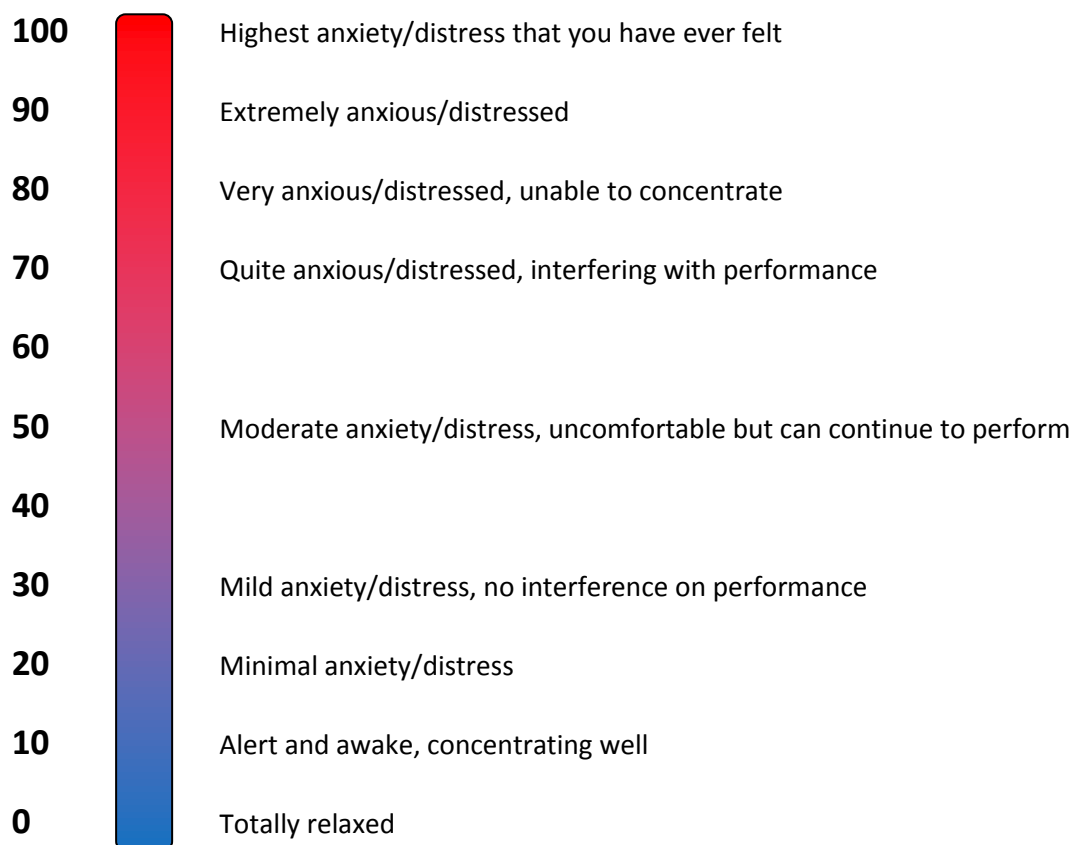 100 Highest anxiety/distress that you have ever felt
90 Extremely anxious/distressed
80 Very anxious/distressed, unable to concentrate
70 Quite anxious/distressed, interfering with performance
60
50 Moderate anxiety/distress, uncomfortable but can continue to perform
40
30 Mild anxiety/distress, no interference on performance
20 Minimal anxiety/distress
10 Alert and awake, concentrating well
0 Totally relaxed